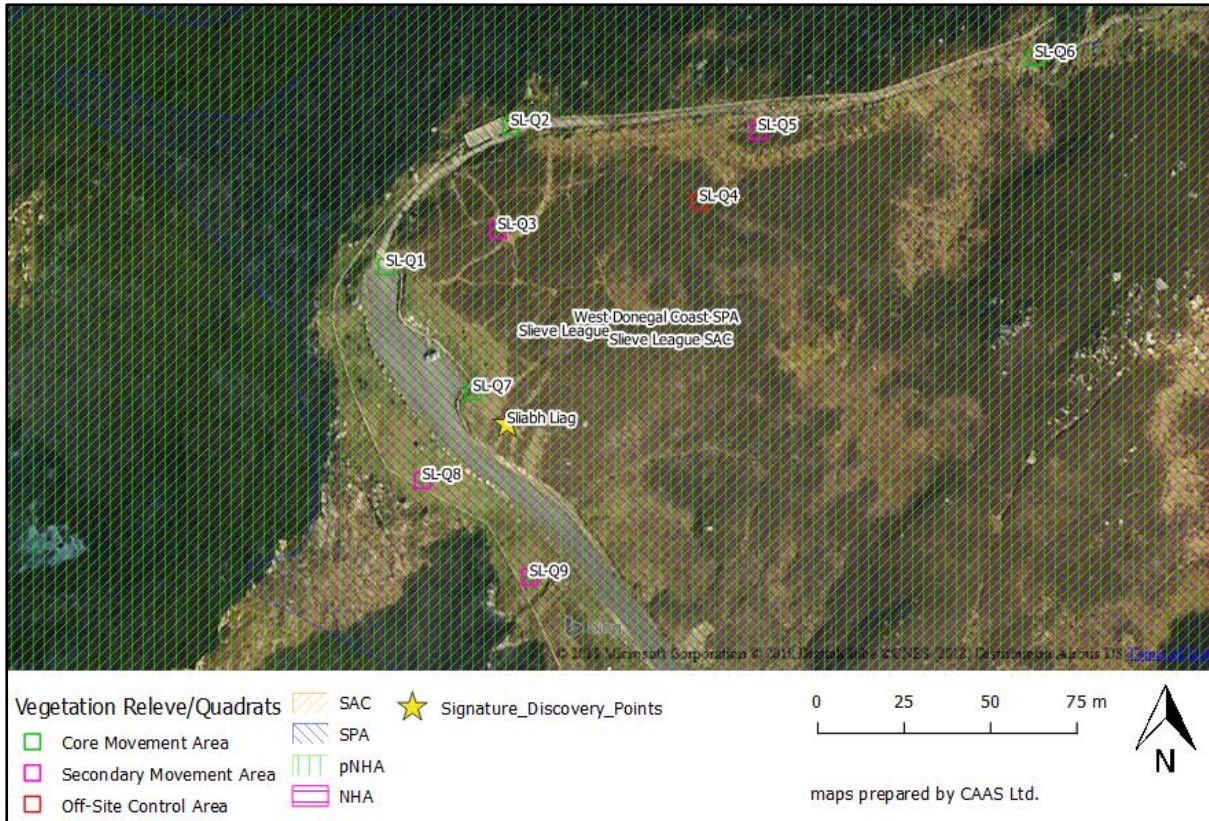 SL-Q6
SL-Q2
SL-Q5
SL-Q4
SL-Q3
SL-Q1
West Donegal Coast SPA
Slieve League
Slieve League SAC
SL-Q7
Sliabh Liag
SL-Q8
SL-Q9
bing
Vegetation Releve/Quadrats
Core Movement Area
Secondary Movement Area
Off-Site Control Area
SAC
SPA
pNHA
NHA
Signature_Discovery_Points
0 25 50 75 m
N
maps prepared by CAAS Ltd.